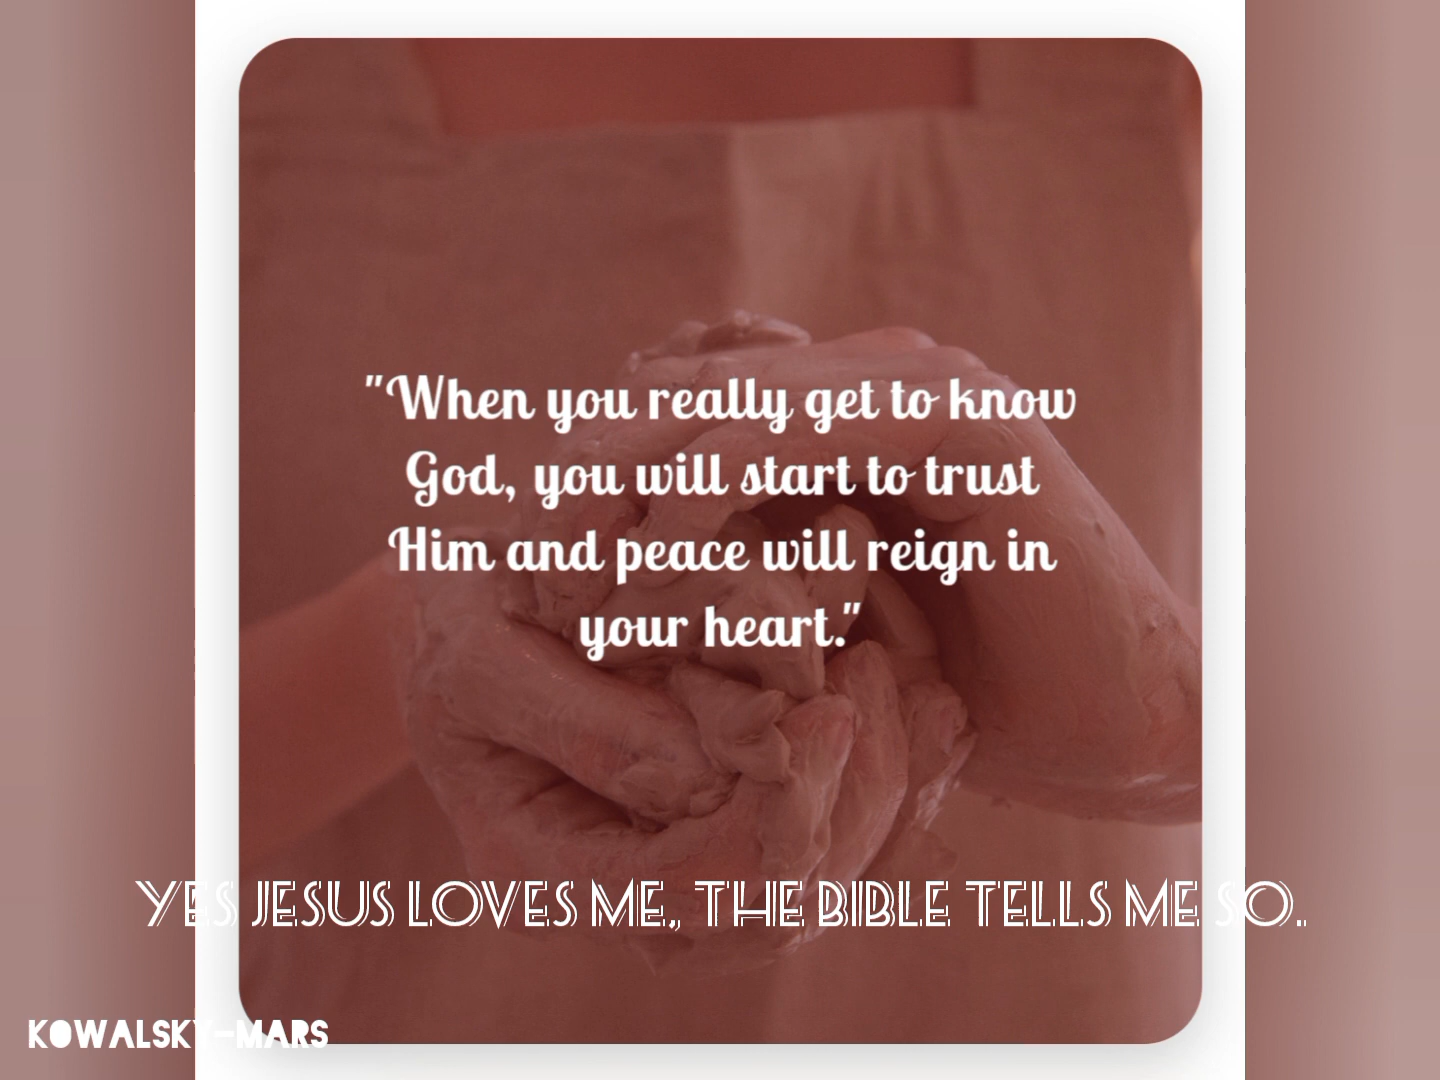 "When you really get to know
God, you will start to trust
Him and peace will reign in
your heart."
YES JESUS LOVES ME, THE BIBLE TELLS ME SO.
KOWALSKY-MARS